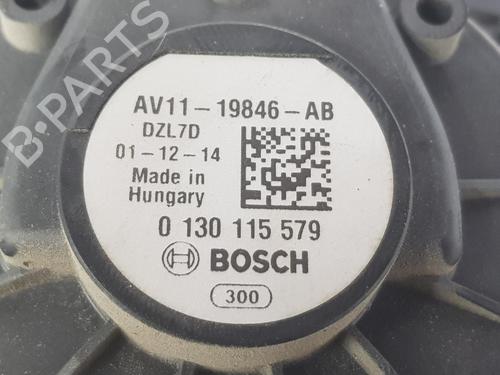 AV11-19846-AB
DZL7D
01-12-14
Made in
Hungary
0 130 115 579
BOSCH
300
B-PARTS